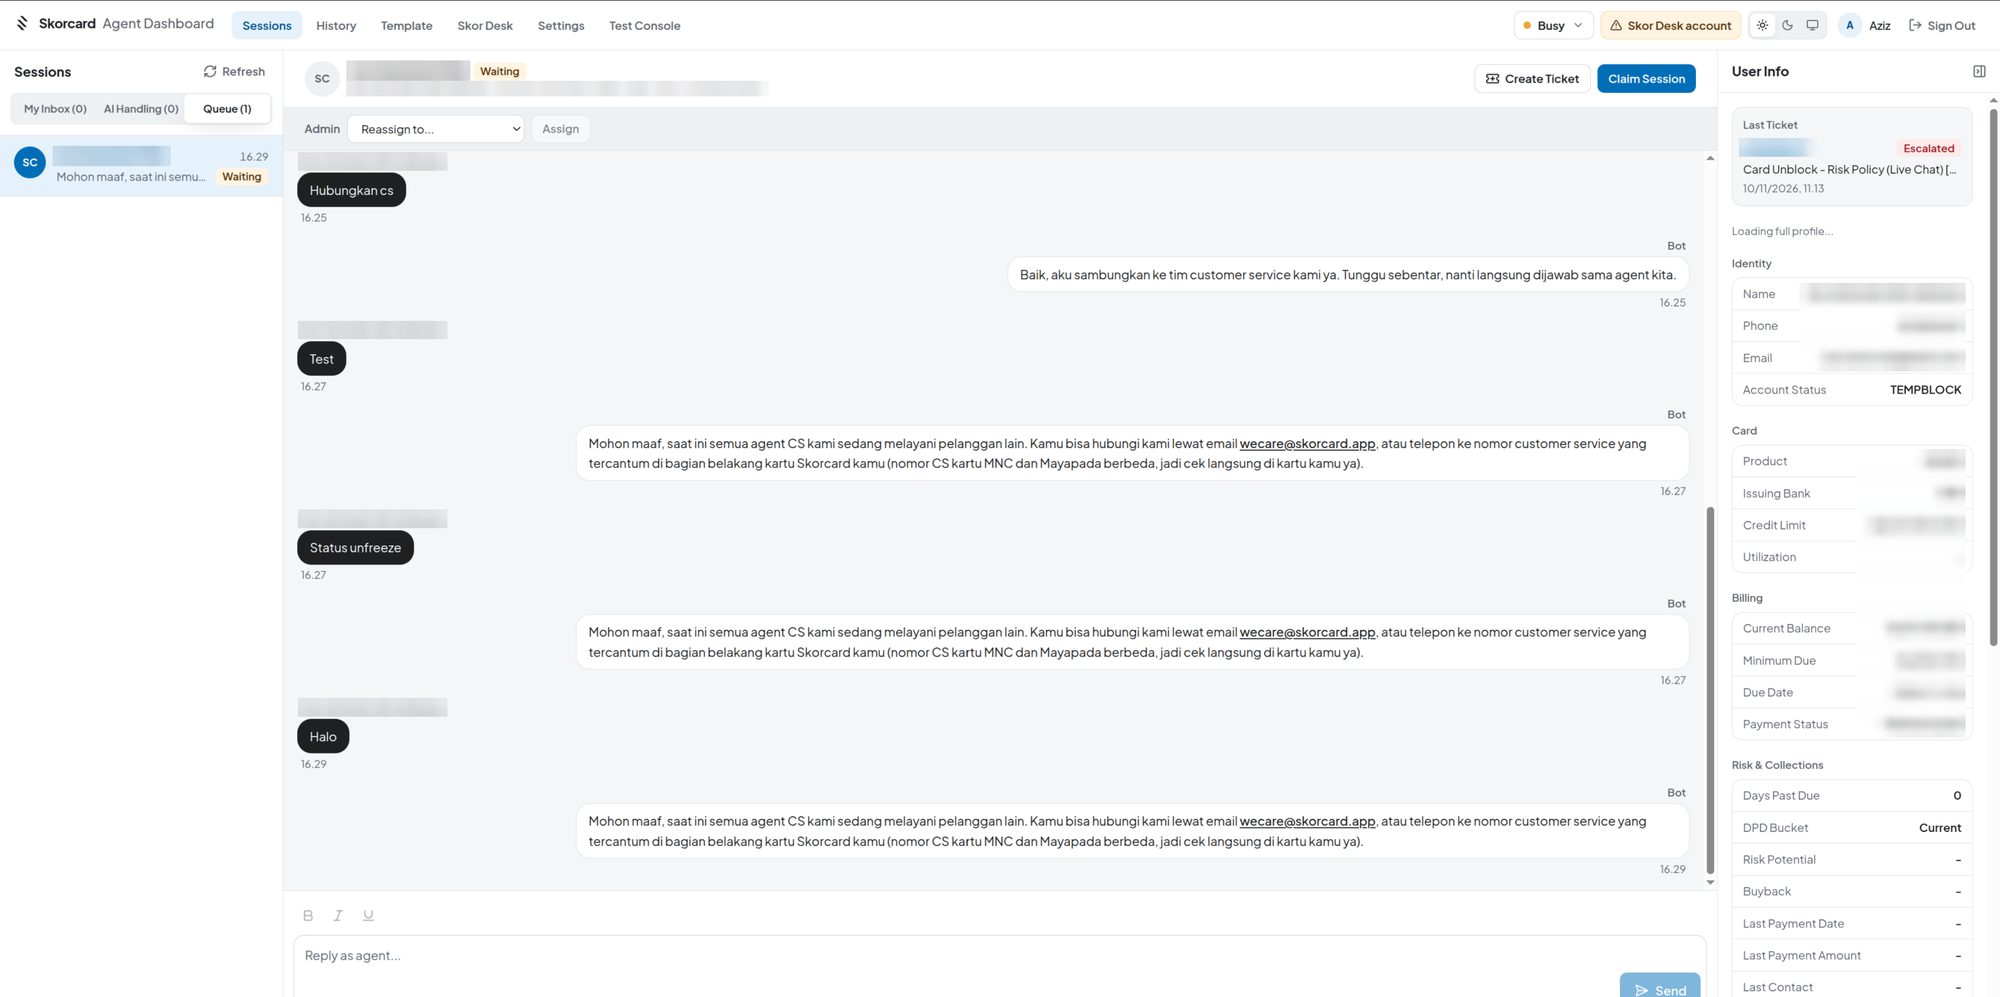 Skorcard Agent Dashboard
Sessions
History
Template
Skor Desk
Settings
Test Console
Busy
Skor Desk account
A
Aziz
Sign Out
Sessions
Refresh
My Inbox (0)
AI Handling (0)
Queue (1)
SC
16.29
Mohon maaf, saat ini semu...
Waiting
SC
Waiting
Create Ticket
Claim Session
Admin
Reassign to...
Assign
Hubungkan cs
16.25
Bot
Baik, aku sambungkan ke tim customer service kami ya. Tunggu sebentar, nanti langsung dijawab sama agent kita.
16.25
Test
16.27
Bot
Mohon maaf, saat ini semua agent CS kami sedang melayani pelanggan lain. Kamu bisa hubungi kami lewat email wecare@skorcard.app, atau telepon ke nomor customer service yang
tercantum di bagian belakang kartu Skorcard kamu (nomor CS kartu MNC dan Mayapada berbeda, jadi cek langsung di kartu kamu ya).
16.27
Status unfreeze
16.27
Bot
Mohon maaf, saat ini semua agent CS kami sedang melayani pelanggan lain. Kamu bisa hubungi kami lewat email wecare@skorcard.app, atau telepon ke nomor customer service yang
tercantum di bagian belakang kartu Skorcard kamu (nomor CS kartu MNC dan Mayapada berbeda, jadi cek langsung di kartu kamu ya).
16.27
Halo
16.29
Bot
Mohon maaf, saat ini semua agent CS kami sedang melayani pelanggan lain. Kamu bisa hubungi kami lewat email wecare@skorcard.app, atau telepon ke nomor customer service yang
tercantum di bagian belakang kartu Skorcard kamu (nomor CS kartu MNC dan Mayapada berbeda, jadi cek langsung di kartu kamu ya).
16.29
B I U
Reply as agent...
Send
User Info
Last Ticket
Escalated
Card Unblock - Risk Policy (Live Chat) [...
10/11/2026, 11.13
Loading full profile...
Identity
Name
Phone
Email
Account Status TEMPBLOCK
Card
Product
Issuing Bank
Credit Limit
Utilization
Billing
Current Balance
Minimum Due
Due Date
Payment Status
Risk & Collections
Days Past Due 0
DPD Bucket Current
Risk Potential -
Buyback -
Last Payment Date -
Last Payment Amount -
Last Contact -